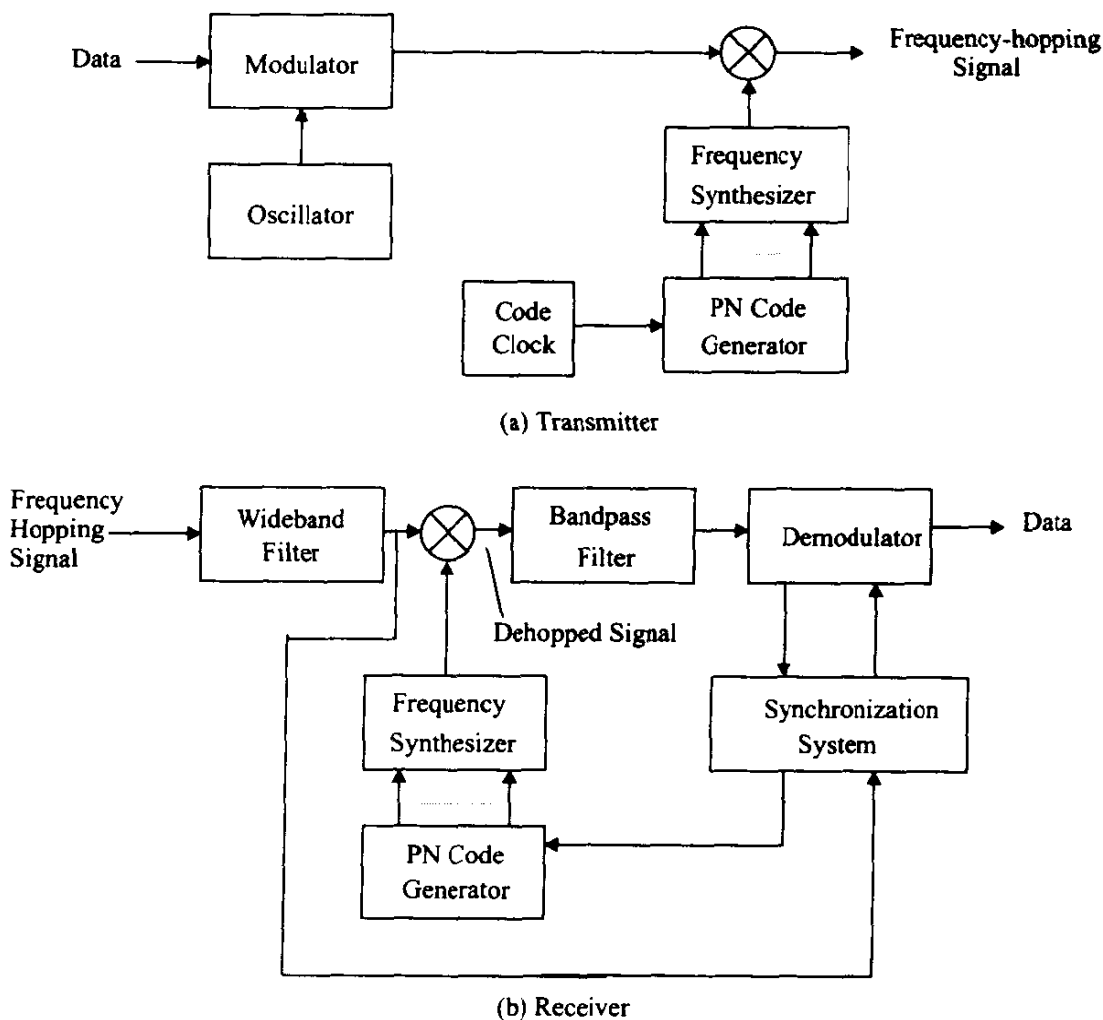 Data
Modulator
Frequency-hopping
Signal
Oscillator
Frequency
Synthesizer
Code
Clock
PN Code
Generator
(a) Transmitter
Frequency
Hopping
Signal
Wideband
Filter
Bandpass
Filter
Demodulator
Data
Dehopped Signal
Frequency
Synthesizer
Synchronization
System
PN Code
Generator
(b) Receiver